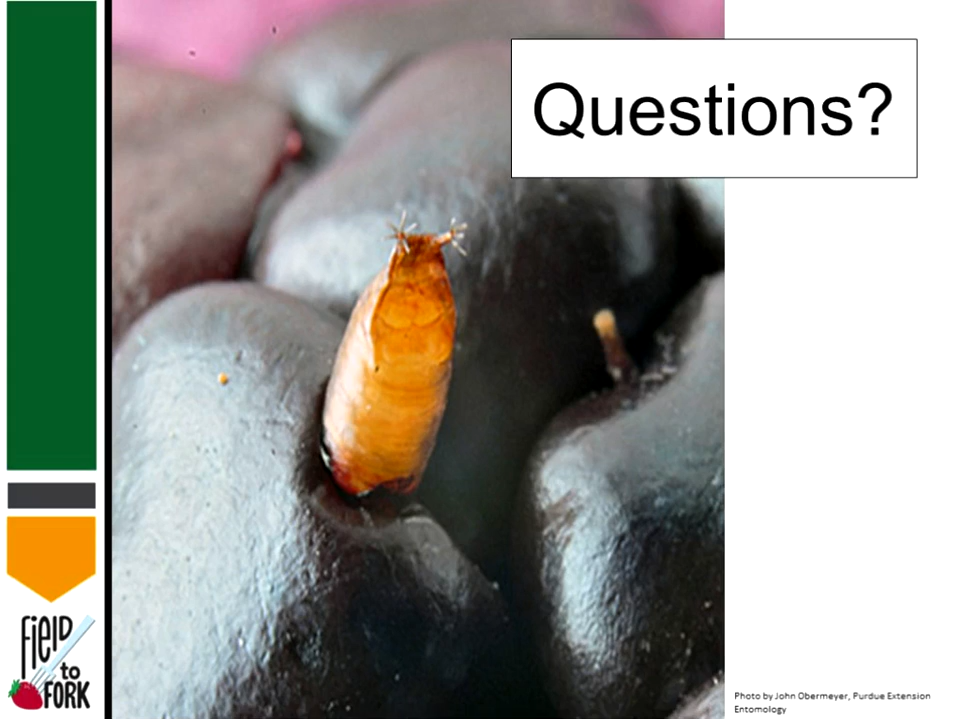 Questions?
FiELD
to
FORK
Photo by John Obermeyer, Purdue Extension
Entomology